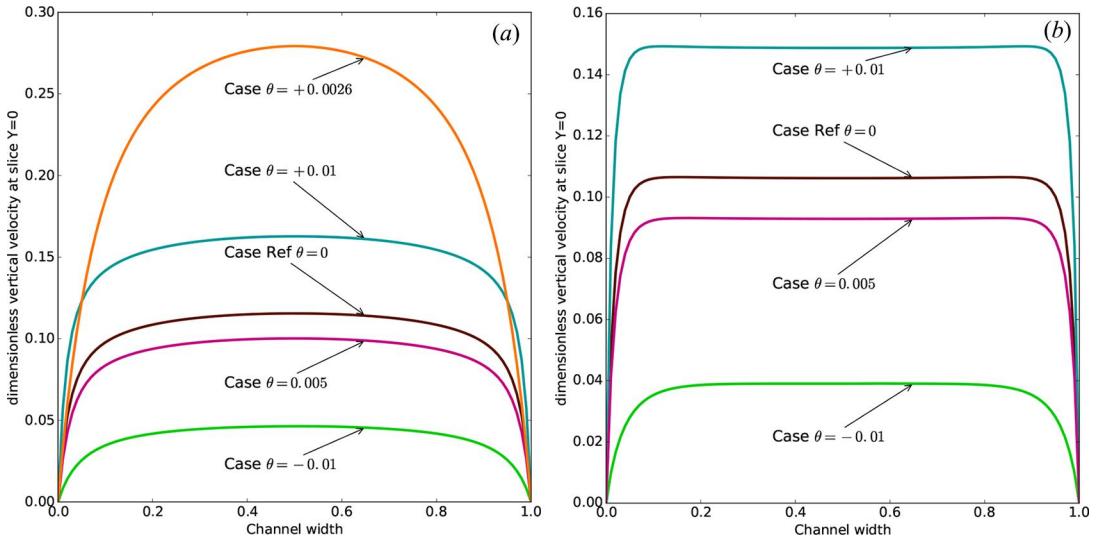 (a)
dimensionless vertical velocity at slice Y=0
0.30
0.25
0.20
0.15
0.10
0.05
0.00
Case θ = +0.0026
Case θ = +0.01
Case Ref θ = 0
Case θ = 0.005
Case θ = −0.01
0.0 0.2 0.4 0.6 0.8 1.0
Channel width
(b)
dimensionless vertical velocity at slice Y=0
0.16
0.14
0.12
0.10
0.08
0.06
0.04
0.02
0.00
Case θ = +0.01
Case Ref θ = 0
Case θ = 0.005
Case θ = −0.01
0.0 0.2 0.4 0.6 0.8 1.0
Channel width